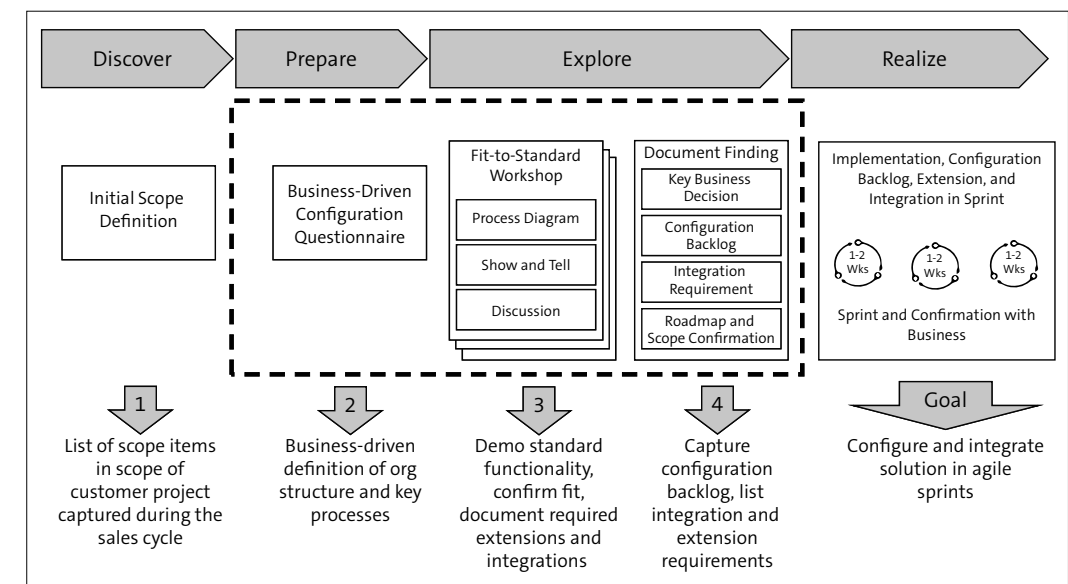 Discover
Prepare
Explore
Realize
Initial Scope
Definition
Business-Driven
Configuration
Questionnaire
Fit-to-Standard
Workshop
Process Diagram
Show and Tell
Discussion
Document Finding
Key Business
Decision
Configuration
Backlog
Integration
Requirement
Roadmap and
Scope Confirmation
Implementation, Configuration
Backlog, Extension, and
Integration in Sprint
1-2
Wks
1-2
Wks
1-2
Wks
Sprint and Confirmation with
Business
1
List of scope items
in scope of
customer project
captured during the
sales cycle
2
Business-driven
definition of org
structure and key
processes
3
Demo standard
functionality,
confirm fit,
document required
extensions and
integrations
4
Capture
configuration
backlog, list
integration and
extension
requirements
Goal
Configure and integrate
solution in agile
sprints